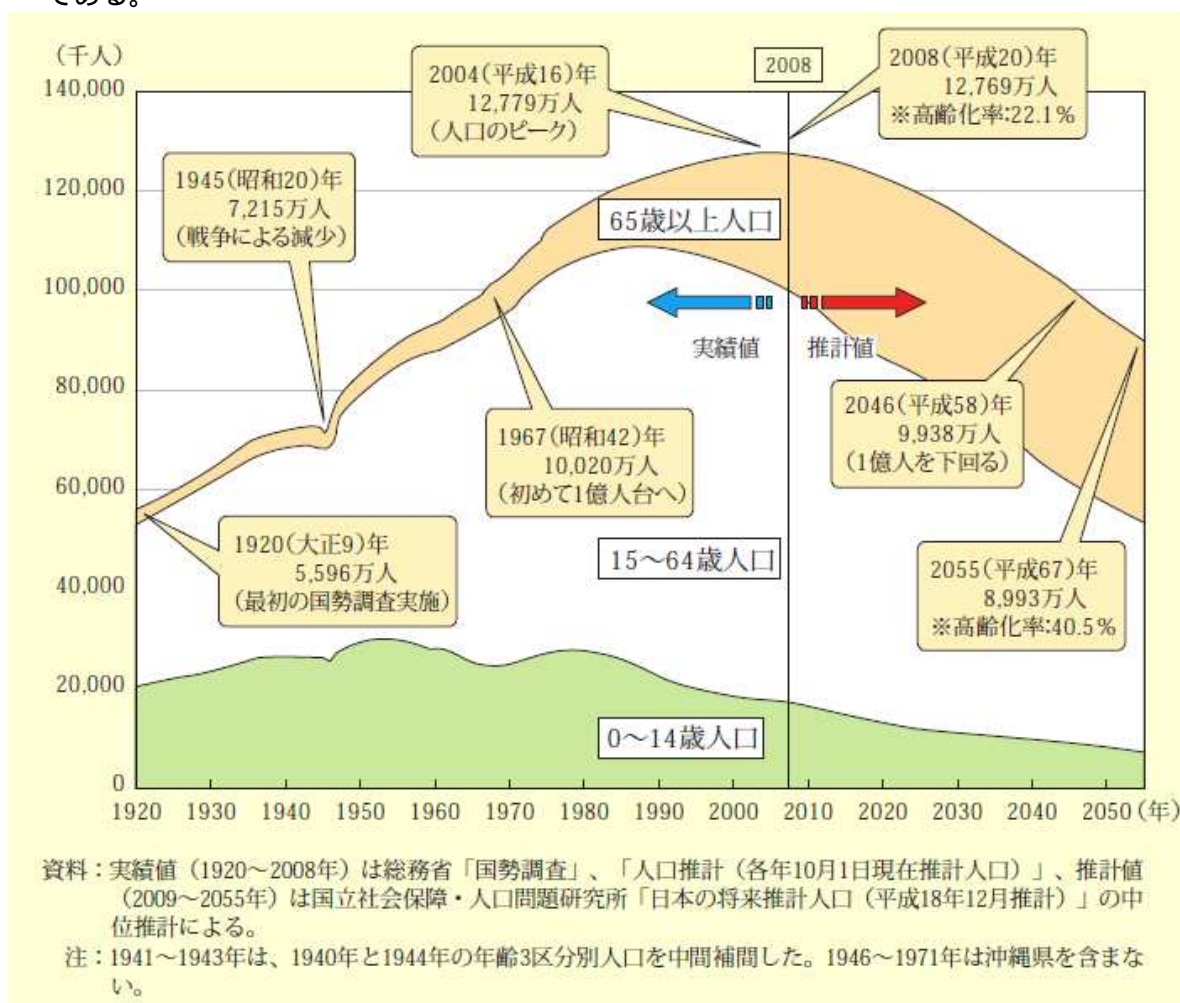 である。
(千人)
140,000
120,000
100,000
80,000
60,000
40,000
20,000
0
2004(平成16)年
12,779万人
(人口のピーク)
2008
2008(平成20)年
12,769万人
※高齢化率:22.1%
1945(昭和20)年
7,215万人
(戦争による減少)
65歳以上人口
実績値
推計値
1967(昭和42)年
10,020万人
(初めて1億人台へ)
2046(平成58)年
9,938万人
(1億人を下回る)
1920(大正9)年
5,596万人
(最初の国勢調査実施)
15～64歳人口
2055(平成67)年
8,993万人
※高齢化率:40.5%
0～14歳人口
1920 1930 1940 1950 1960 1970 1980 1990 2000 2010 2020 2030 2040 2050 (年)
資料：実績値（1920～2008年）は総務省「国勢調査」、「人口推計（各年10月1日現在推計人口）」、推計値
（2009～2055年）は国立社会保障・人口問題研究所「日本の将来推計人口（平成18年12月推計）」の中
位推計による。
注：1941～1943年は、1940年と1944年の年齢3区分別人口を中間補間した。1946～1971年は沖縄県を含まな
い。